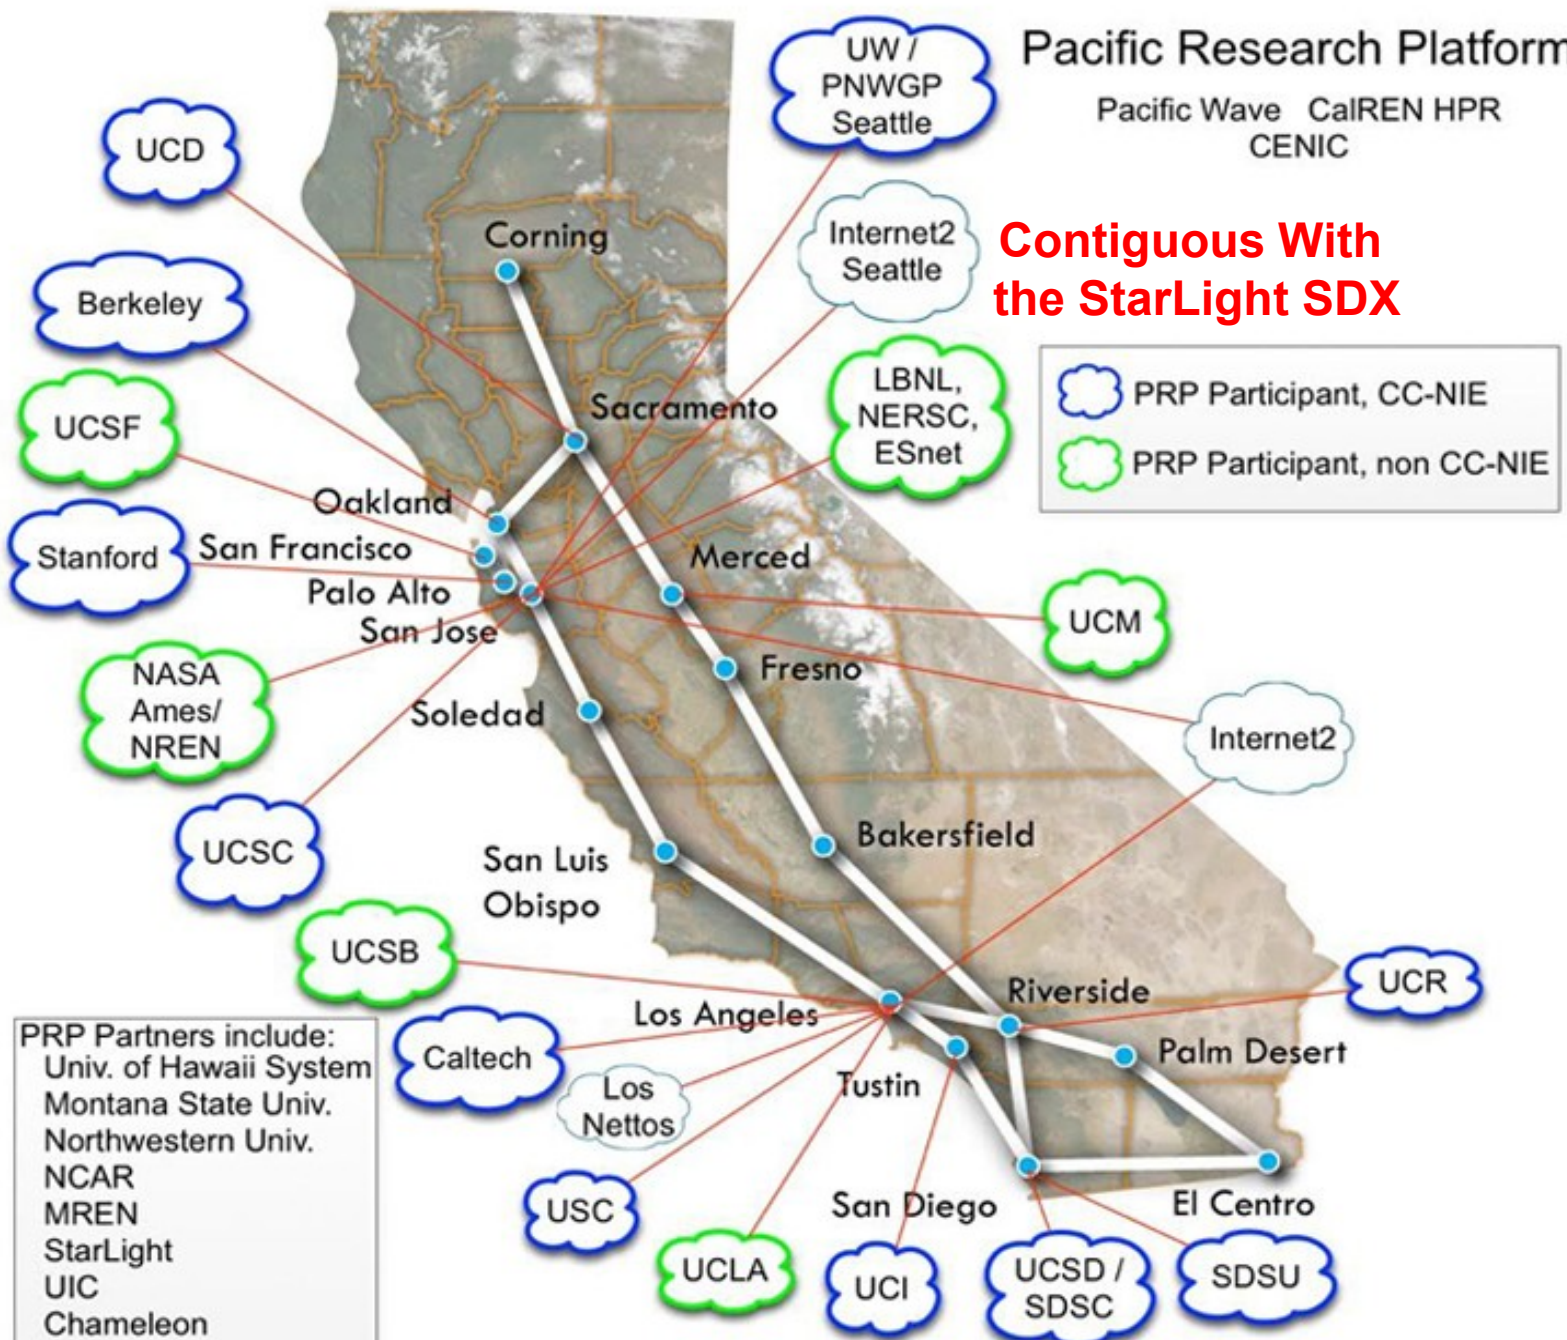 Pacific Research Platform
Pacific Wave CalREN HPR
CENIC
Contiguous With
the StarLight SDX
PRP Participant, CC-NIE
PRP Participant, non CC-NIE
UW /
PNWGP
Seattle
Internet2
Seattle
LBNL,
NERSC,
ESnet
UCD
Berkeley
UCSF
Stanford
NASA
Ames/
NREN
UCSC
UCSB
Caltech
Los
Nettos
USC
UCLA
UCI
UCSD /
SDSC
SDSU
UCR
Internet2
UCM
Corning
Sacramento
Oakland
San Francisco
Palo Alto
San Jose
Merced
Fresno
Soledad
Bakersfield
San Luis
Obispo
Los Angeles
Riverside
Tustin
Palm Desert
San Diego
El Centro
PRP Partners include:
Univ. of Hawaii System
Montana State Univ.
Northwestern Univ.
NCAR
MREN
StarLight
UIC
Chameleon